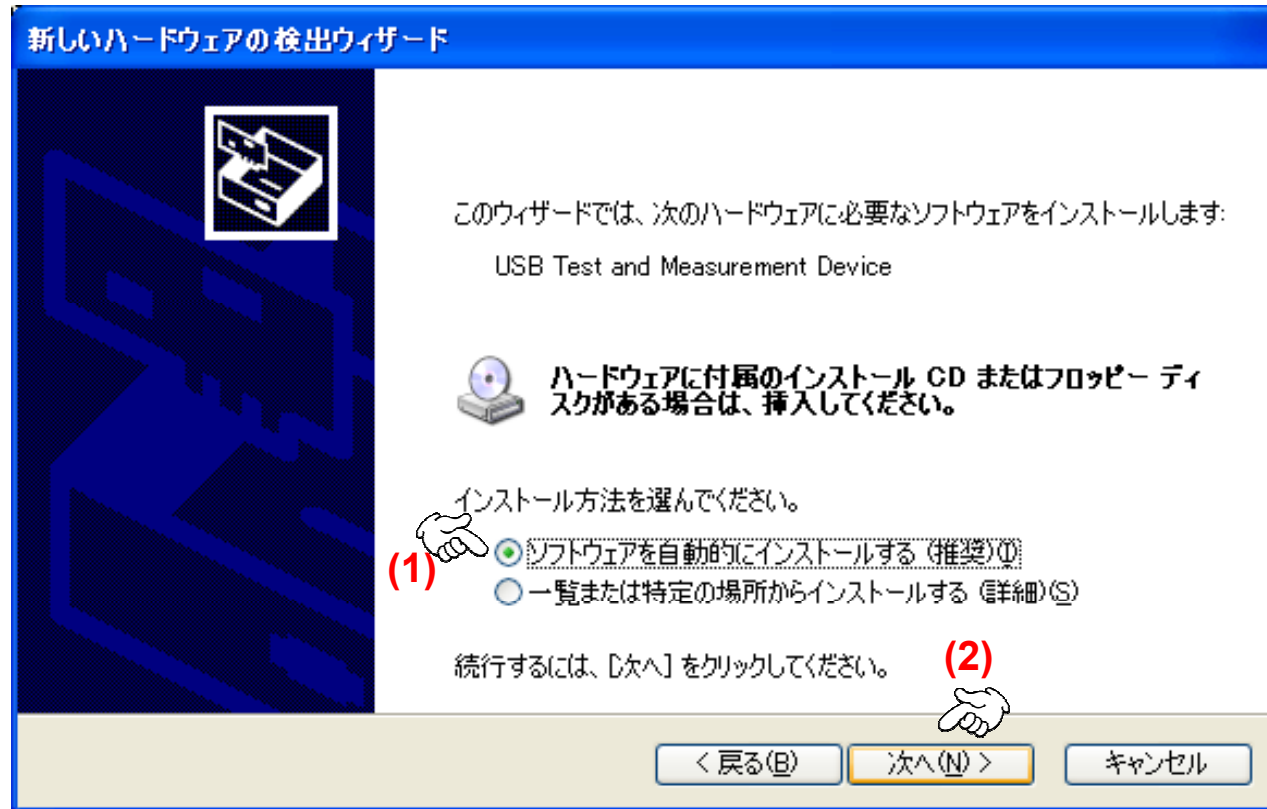 新しいハードウェアの検出ウィザード
このウィザードでは、次のハードウェアに必要なソフトウェアをインストールします:
USB Test and Measurement Device
ハードウェアに付属のインストール CD またはフロッピー ディ
スクがある場合は、挿入してください。
インストール方法を選んでください。
(1)
ソフトウェアを自動的にインストールする (推奨)(I)
一覧または特定の場所からインストールする (詳細)(S)
続行するには、[次へ] をクリックしてください。
(2)
< 戻る(B) 次へ(N) > キャンセル